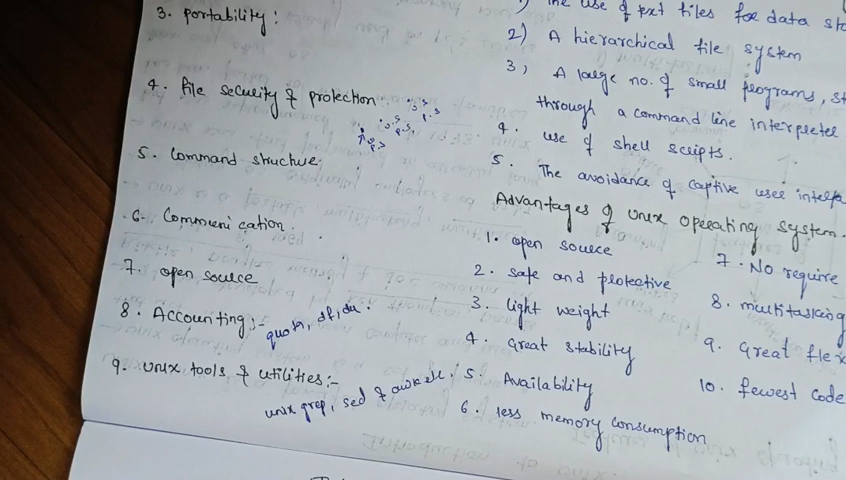 3. Portability:
4. File security & protection
5. Command structure.
6. Communication.
7. open source
8. Accounting:- quota, df, du.
9. Unix tools & utilities:-
unix grep, sed & awk etc.
1) The use of text files for data
2) A hierarchical file system
3) A large no. of small programs,
through a command line interpreter
4. use of shell scripts.
5. The avoidance of captive user
Advantages of Unix operating system.
1. open source
2. safe and protective
3. light weight
4. Great stability
5. Availability
6. less memory consumption
7. No require
8. multitasking
9. Great
10. fewest code